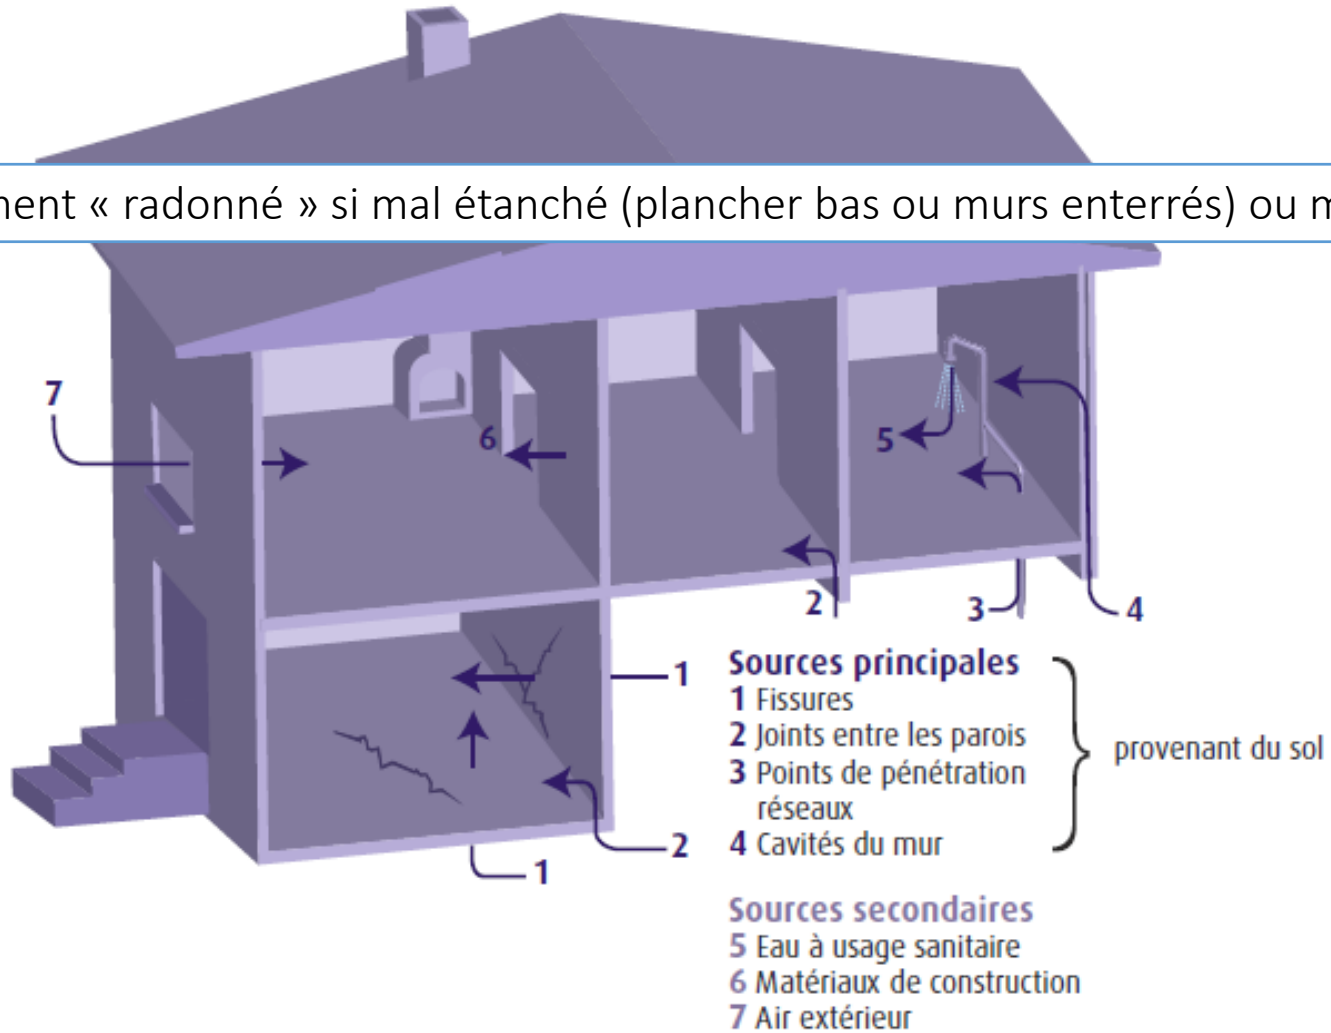 ment « radonné » si mal étanché (plancher bas ou murs enterrés) ou m
7
6
5
2
3
4
1
2
1
Sources principales
1 Fissures
2 Joints entre les parois
3 Points de pénétration
réseaux
4 Cavités du mur
provenant du sol
Sources secondaires
5 Eau à usage sanitaire
6 Matériaux de construction
7 Air extérieur